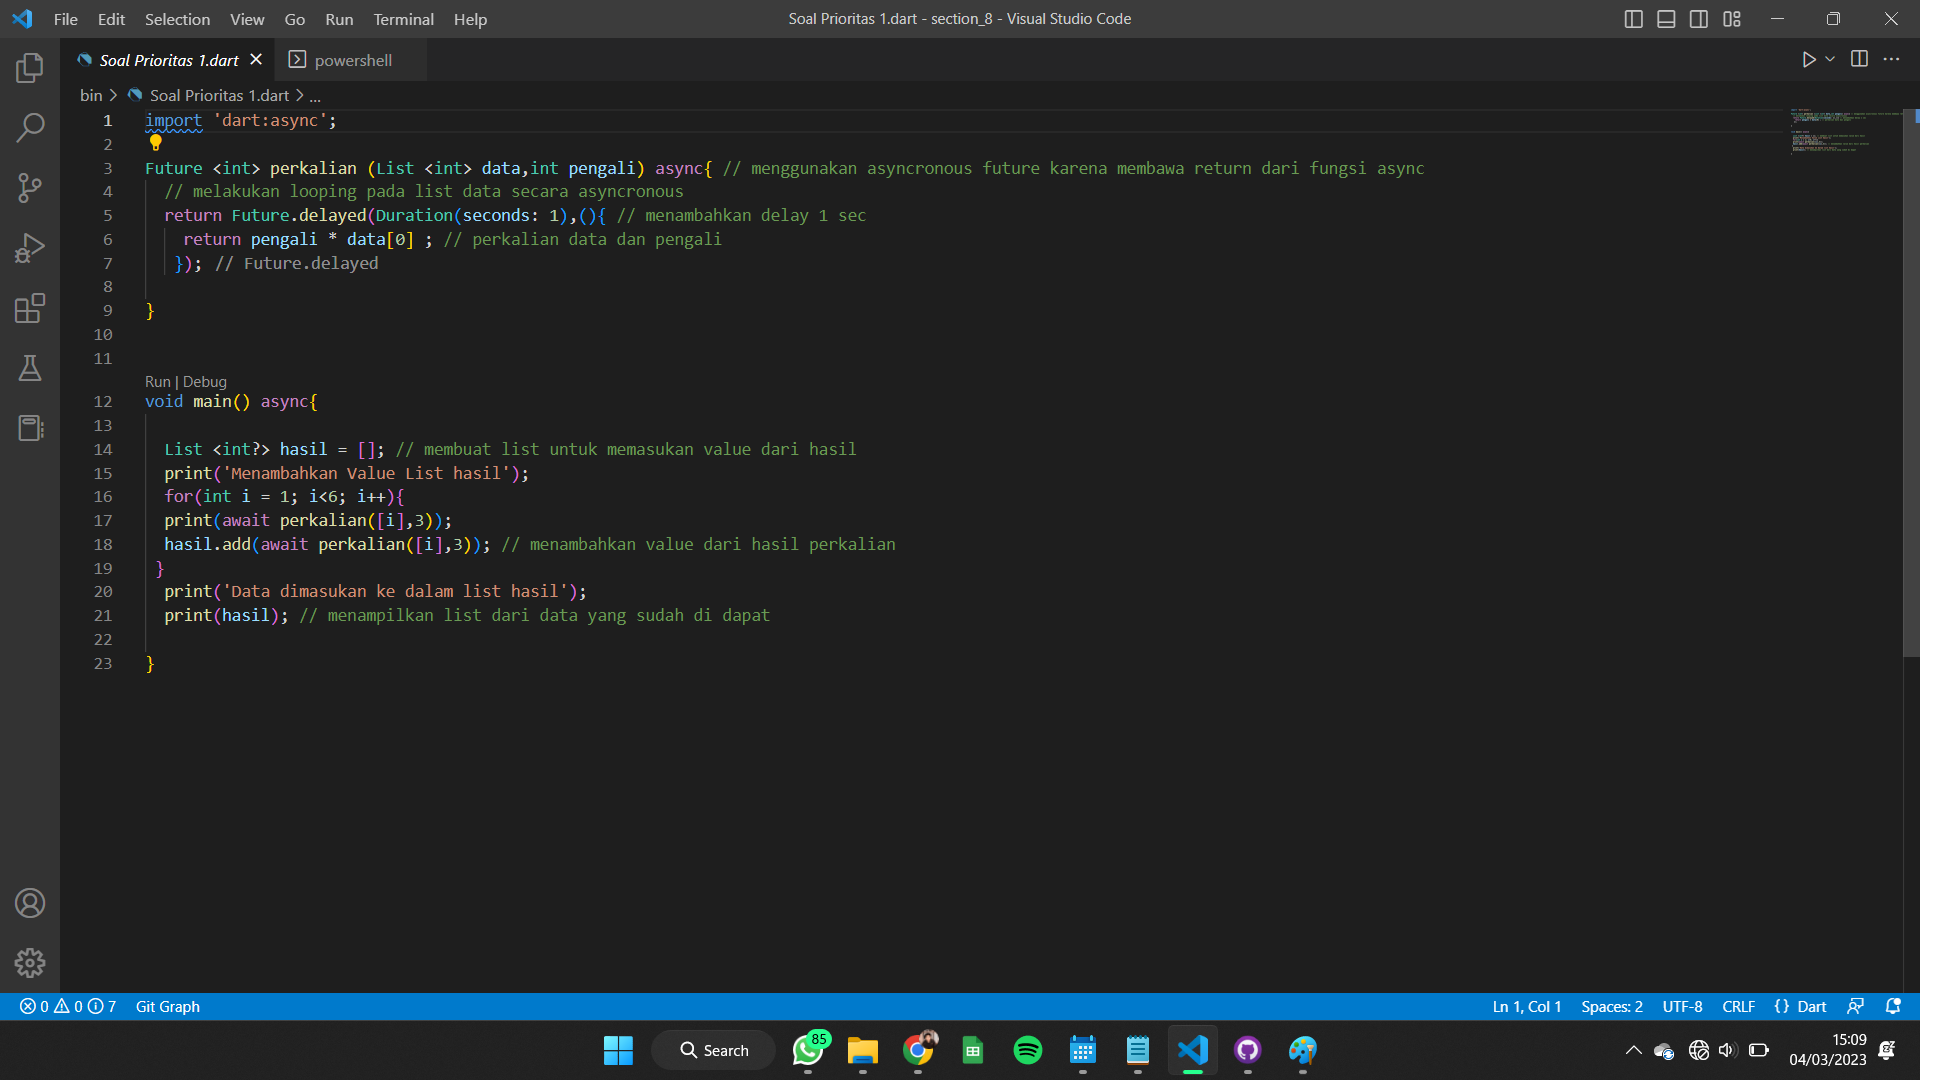 File Edit Selection View Go Run Terminal Help
Soal Prioritas 1.dart - section_8 - Visual Studio Code
Soal Prioritas 1.dart
powershell
bin > Soal Prioritas 1.dart > ...
1 import 'dart:async';
2
3 Future <int> perkalian (List <int> data,int pengali) async{ // menggunakan asyncronous future karena membawa return dari fungsi async
4 // melakukan looping pada list data secara asyncronous
5 return Future.delayed(Duration(seconds: 1),(){ // menambahkan delay 1 sec
6 return pengali * data[0] ; // perkalian data dan pengali
7 }); // Future.delayed
8
9 }
10
11
Run | Debug
12 void main() async{
13
14 List <int?> hasil = []; // membuat list untuk memasukan value dari hasil
15 print('Menambahkan Value List hasil');
16 for(int i = 1; i<6; i++){
17 print(await perkalian([i],3));
18 hasil.add(await perkalian([i],3)); // menambahkan value dari hasil perkalian
19 }
20 print('Data dimasukan ke dalam list hasil');
21 print(hasil); // menampilkan list dari data yang sudah di dapat
22
23 }
0 0 7 Git Graph
Ln 1, Col 1 Spaces: 2 UTF-8 CRLF {} Dart
Search
85
15:09
04/03/2023